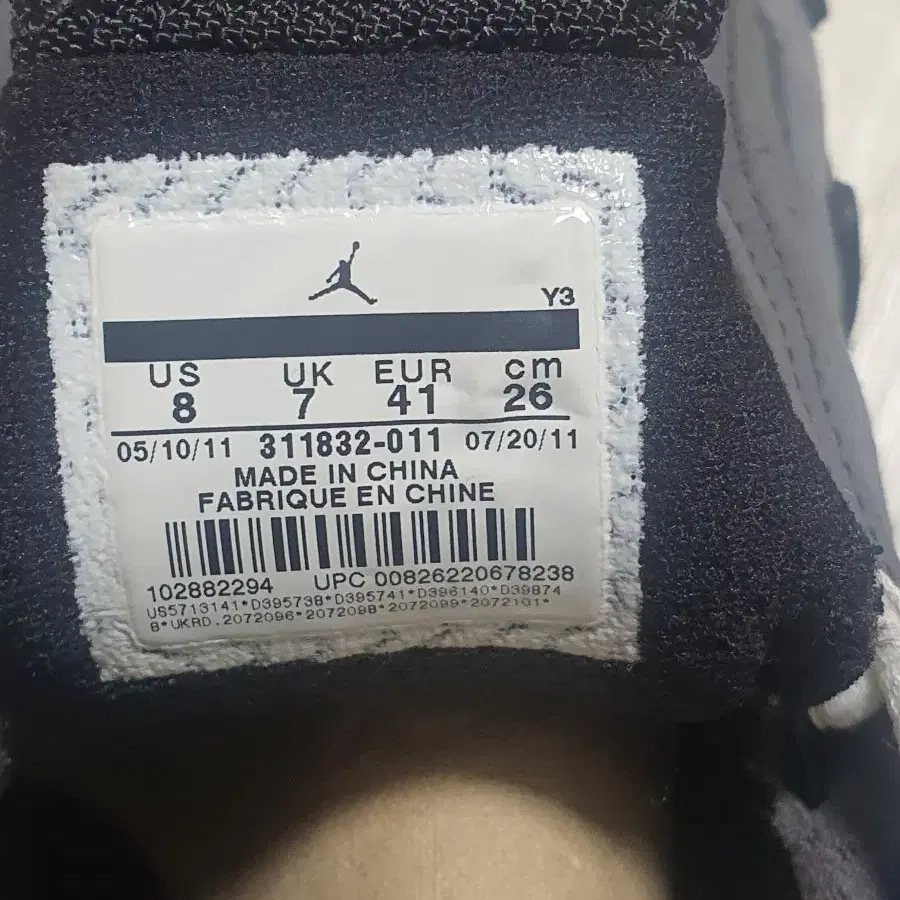 Y3
US UK EUR cm
8 7 41 26
05/10/11 311832-011 07/20/11
MADE IN CHINA
FABRIQUE EN CHINE
102882294 UPC 00826220678238
US5713141*D395738*D395741*D396140*D39874
8*UKRD.2072096*2072098*2072099*2072101*